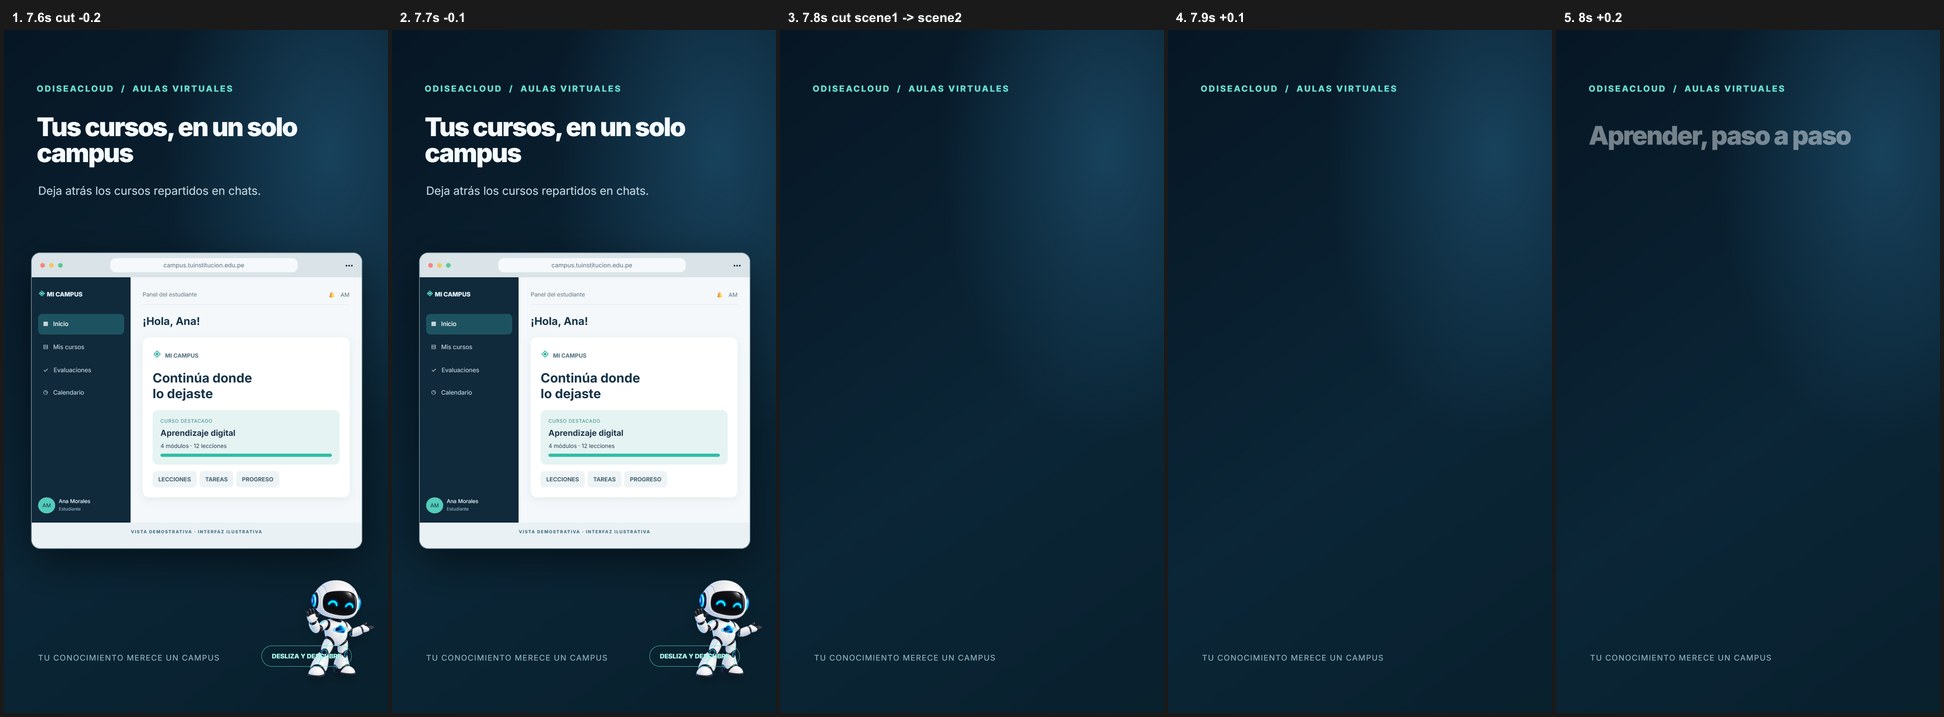 1. 7.6s cut -0.2
ODISEACLOUD / AULAS VIRTUALES
Tus cursos, en un solo
campus
Deja atrás los cursos repartidos en chats.
campus.tuinstitucion.edu.pe
MI CAMPUS
Inicio
Mis cursos
Evaluaciones
Calendario
AM
Ana Morales
Estudiante
Panel del estudiante
AM
¡Hola, Ana!
MI CAMPUS
Continúa donde
lo dejaste
CURSO DESTACADO
Aprendizaje digital
4 módulos · 12 lecciones
LECCIONES TAREAS PROGRESO
VISTA DEMOSTRATIVA · INTERFAZ ILUSTRATIVA
TU CONOCIMIENTO MERECE UN CAMPUS
DESLIZA Y
2. 7.7s -0.1
ODISEACLOUD / AULAS VIRTUALES
Tus cursos, en un solo
campus
Deja atrás los cursos repartidos en chats.
campus.tuinstitucion.edu.pe
MI CAMPUS
Inicio
Mis cursos
Evaluaciones
Calendario
AM
Ana Morales
Estudiante
Panel del estudiante
AM
¡Hola, Ana!
MI CAMPUS
Continúa donde
lo dejaste
CURSO DESTACADO
Aprendizaje digital
4 módulos · 12 lecciones
LECCIONES TAREAS PROGRESO
VISTA DEMOSTRATIVA · INTERFAZ ILUSTRATIVA
TU CONOCIMIENTO MERECE UN CAMPUS
DESLIZA Y
3. 7.8s cut scene1 -> scene2
ODISEACLOUD / AULAS VIRTUALES
TU CONOCIMIENTO MERECE UN CAMPUS
4. 7.9s +0.1
ODISEACLOUD / AULAS VIRTUALES
TU CONOCIMIENTO MERECE UN CAMPUS
5. 8s +0.2
ODISEACLOUD / AULAS VIRTUALES
Aprender, paso a paso
TU CONOCIMIENTO MERECE UN CAMPUS